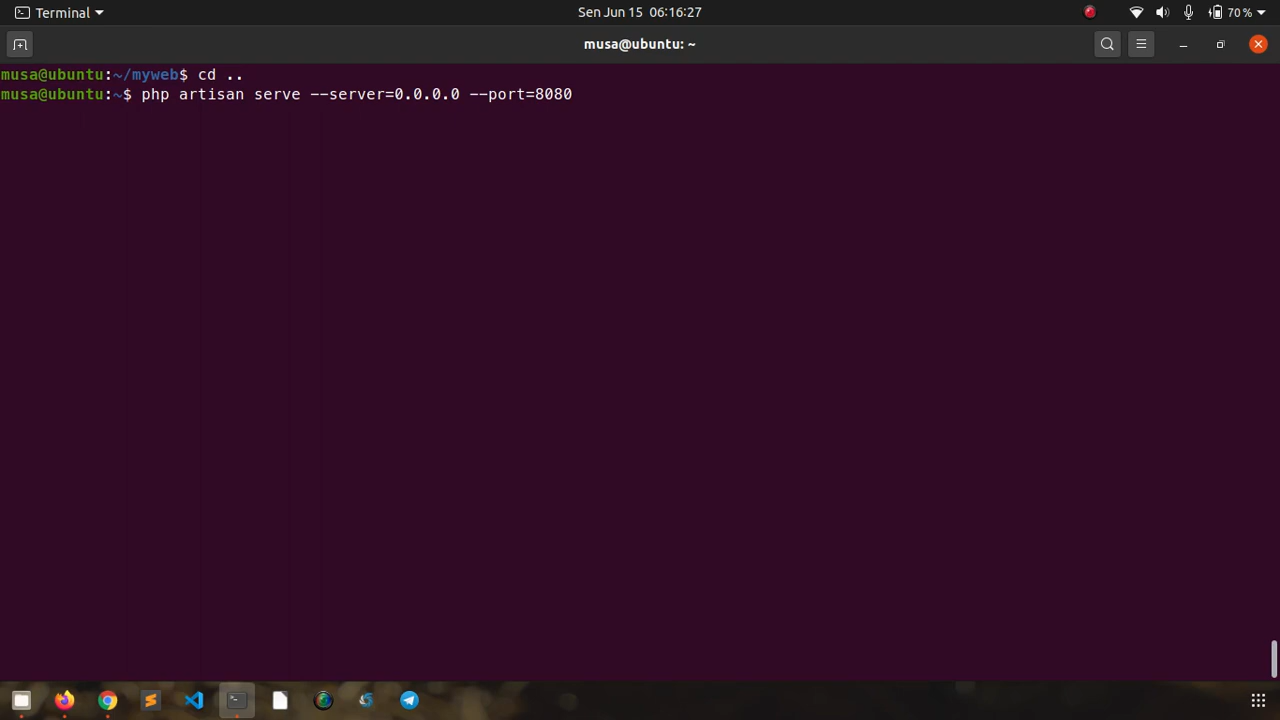 Terminal
Sen Jun 15 06:16:27
70 %
musa@ubuntu: ~
musa@ubuntu:~/myweb$ cd ..
musa@ubuntu:~$ php artisan serve --server=0.0.0.0 --port=8080